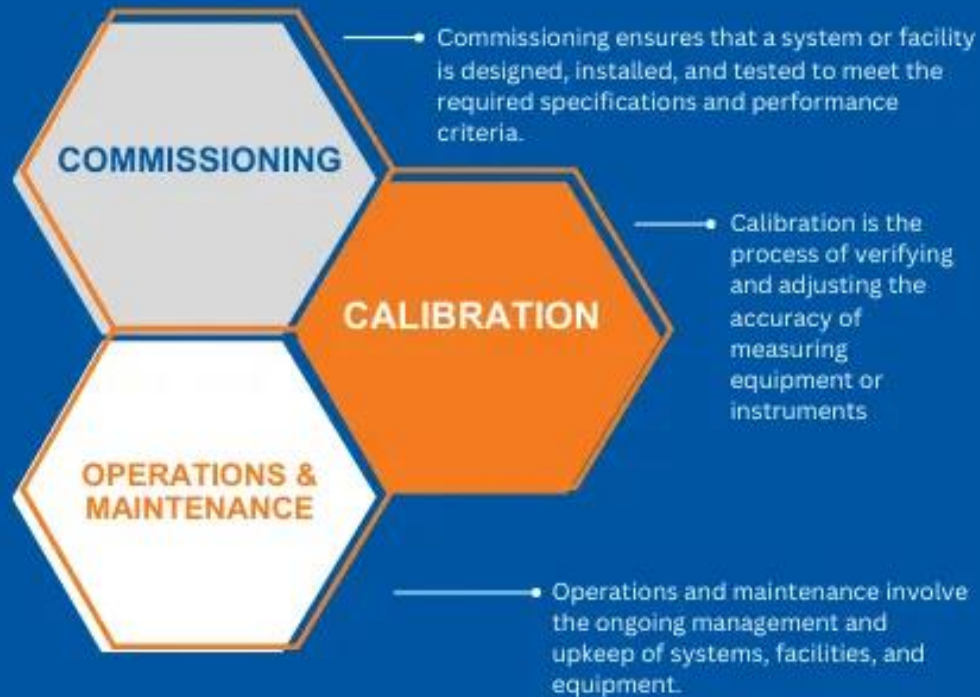 Commissioning ensures that a system or facility
is designed, installed, and tested to meet the
required specifications and performance
criteria.
COMMISSIONING
Calibration is the
process of verifying
and adjusting the
accuracy of
measuring
equipment or
instruments
CALIBRATION
OPERATIONS &
MAINTENANCE
Operations and maintenance involve
the ongoing management and
upkeep of systems, facilities, and
equipment.